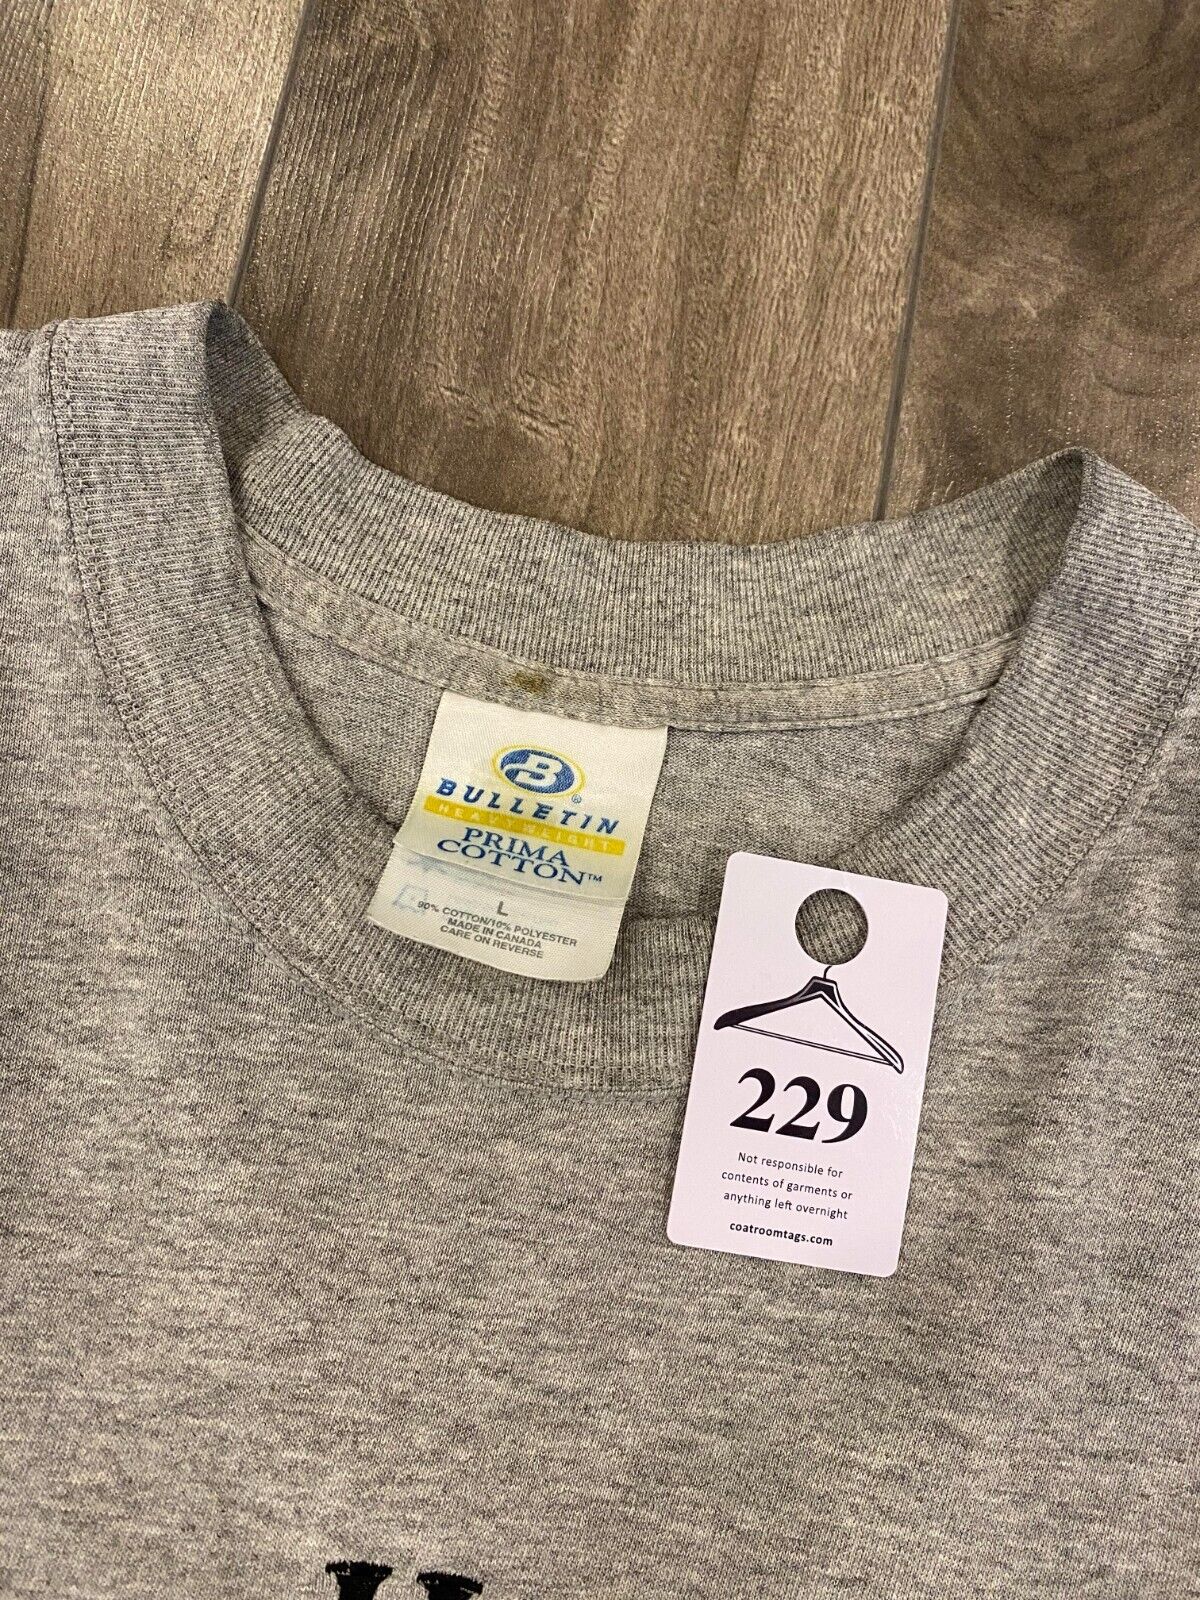 B
BULLETIN®
HEAVYWEIGHT
PRIMA
COTTON™
L
90% COTTON/10% POLYESTER
MADE IN CANADA
CARE ON REVERSE
229
Not responsible for
contents of garments or
anything left overnight
coatroomtags.com